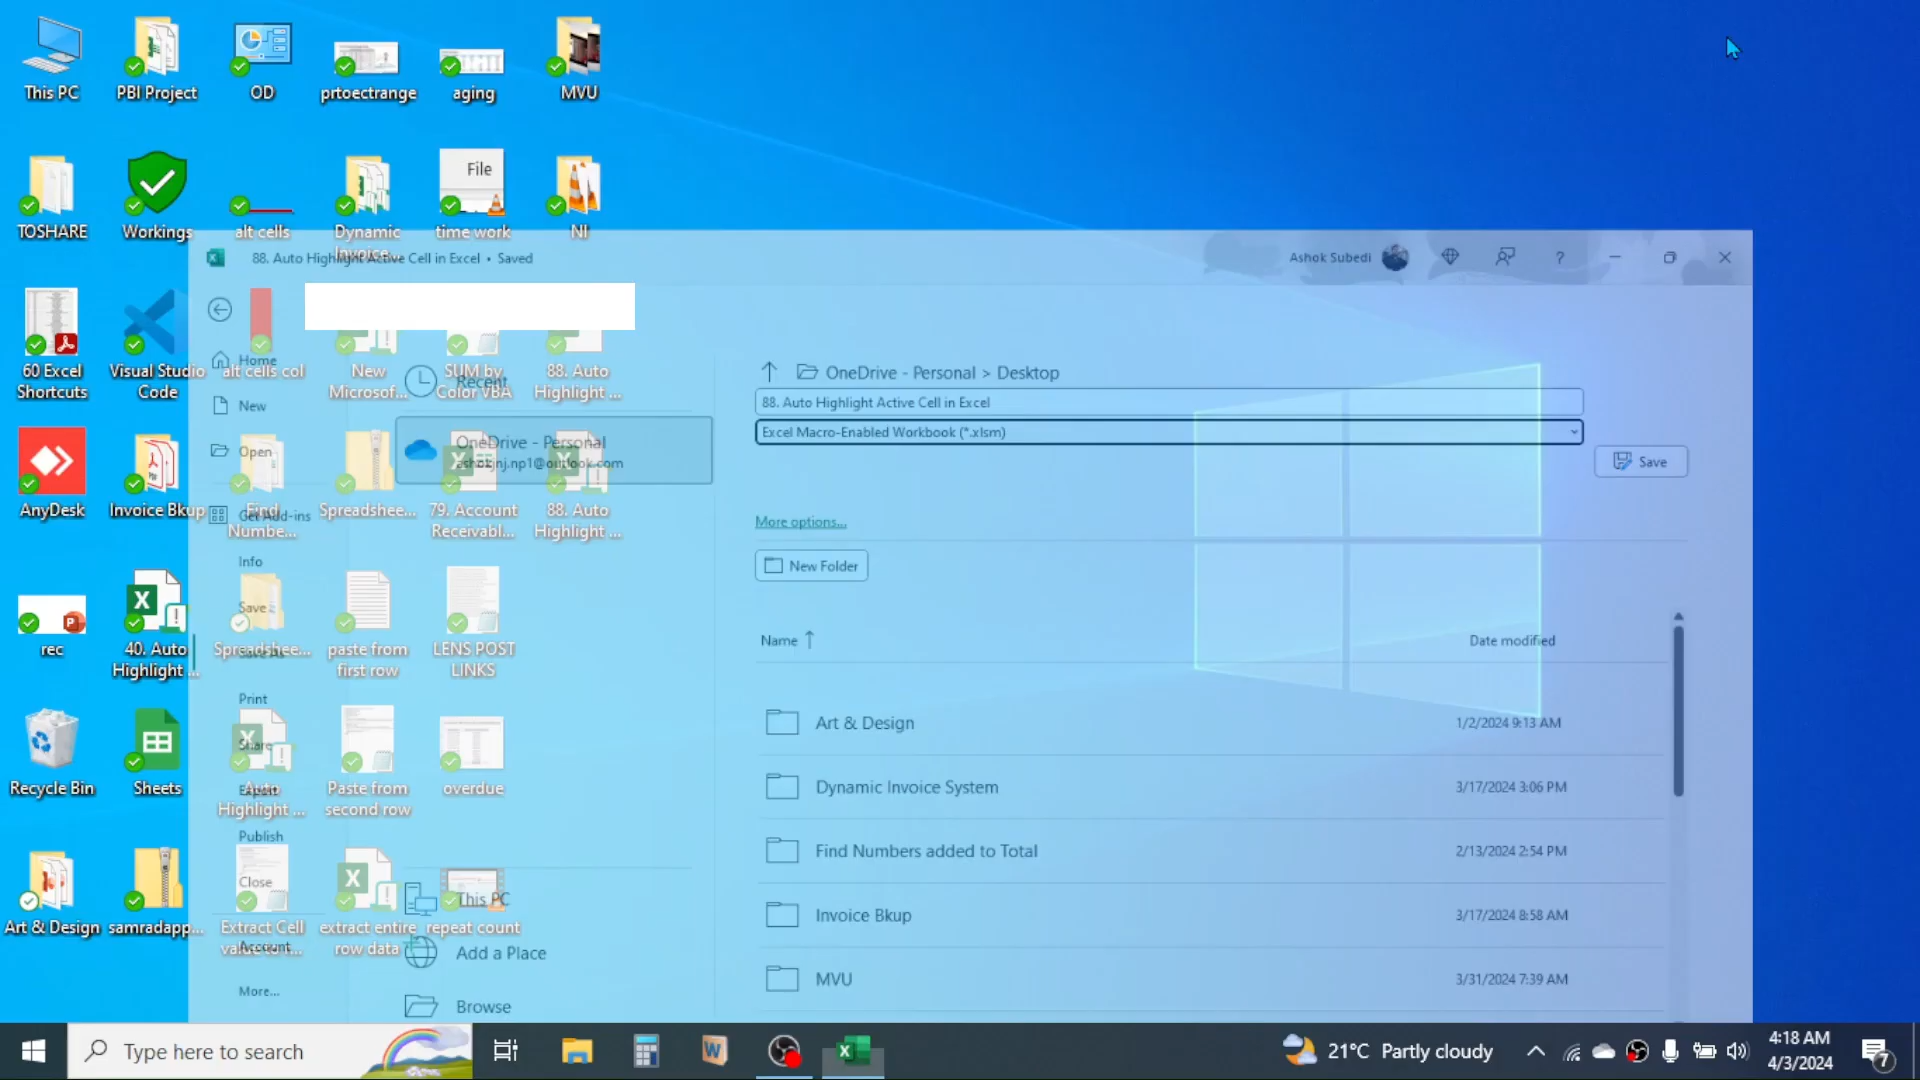 This PC
PBI Project
OD
prtoectrange
aging
MVU
TOSHARE
Workings
alt cells
Dynamic
Invoice...
File
time work
NI
88. Auto Highlight Active Cell in Excel • Saved
Ashok Subedi
?
60 Excel
Shortcuts
Visual Studio
Code
alt cells col
New
Microsof...
SUM by
Color VBA
88. Auto
Highlight ...
Home
New
Open
Get Add-ins
Info
Save
Save As
Print
Share
Export
Publish
Close
Account
More...
Recent
OneDrive - Personal
ashokjnj.np1@outlook.com
This PC
Add a Place
Browse
OneDrive - Personal > Desktop
88. Auto Highlight Active Cell in Excel
Excel Macro-Enabled Workbook (*.xlsm)
Save
More options...
New Folder
Name
Date modified
Art & Design
1/2/2024 9:13 AM
Dynamic Invoice System
3/17/2024 3:06 PM
Find Numbers added to Total
2/13/2024 2:54 PM
Invoice Bkup
3/17/2024 8:58 AM
MVU
3/31/2024 7:39 AM
AnyDesk
Invoice Bkup
Find
Numbe...
Spreadshee...
79. Account
Receivabl...
88. Auto
Highlight ...
rec
40. Auto
Highlight ...
Spreadshee...
paste from
first row
LENS POST
LINKS
Recycle Bin
Sheets
Auto
Highlight ...
Paste from
second row
overdue
Art & Design
samradapp...
Extract Cell
value to t...
extract entire
row data
repeat count
Type here to search
21°C Partly cloudy
4:18 AM
4/3/2024
7